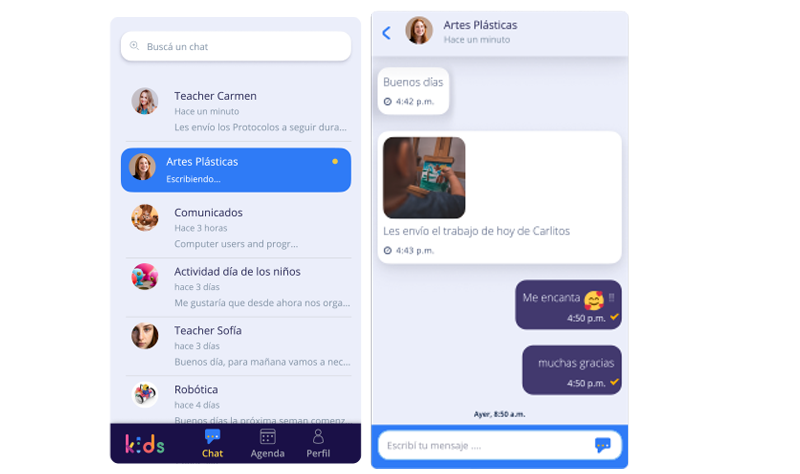 Buscá un chat
Teacher Carmen
Hace un minuto
Les envío los Protocolos a seguir dura...
Artes Plásticas
Escribiendo...
Comunicados
Hace 3 horas
Computer users and progr...
Actividad día de los niños
hace 3 días
Me gustaría que desde ahora nos orga...
Teacher Sofía
hace 3 días
Buenos día, para mañana vamos a nec...
Robótica
hace 4 días
Buenos días la próxima seman comenz...
kids
Chat
Agenda
Perfil
Artes Plásticas
Hace un minuto
Buenos días
4:42 p.m.
Les envío el trabajo de hoy de Carlitos
4:43 p.m.
Me encanta 🥰 !!
4:50 p.m.
muchas gracias
4:50 p.m.
Ayer, 8:50 a.m.
Escribí tu mensaje ....